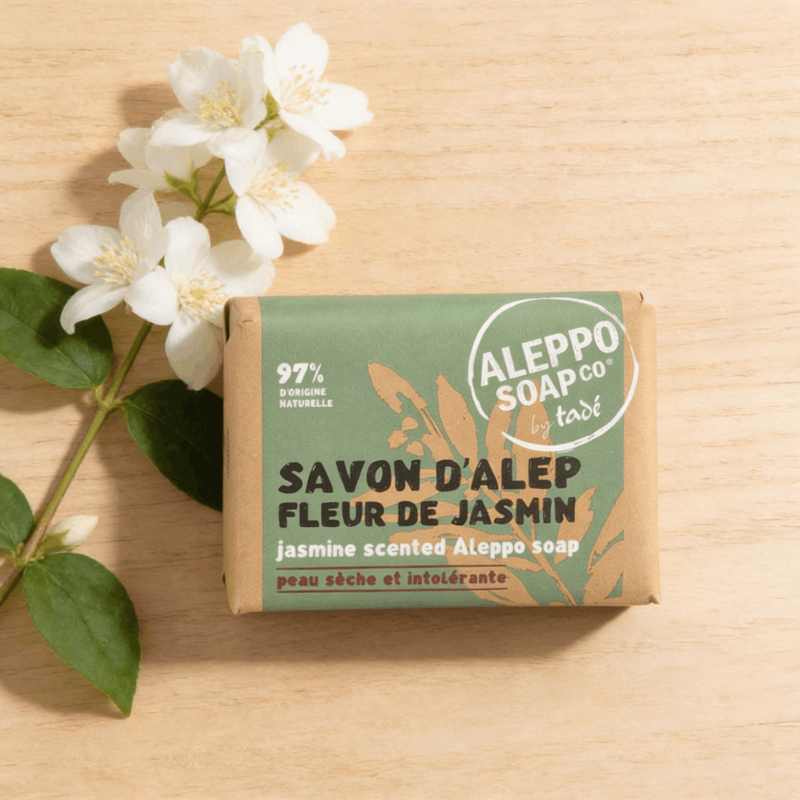 ALEPPO
SOAP CO®
by tadé
97%
D'ORIGINE
NATURELLE
SAVON D'ALEP
FLEUR DE JASMIN
jasmine scented Aleppo soap
peau sèche et intolérante